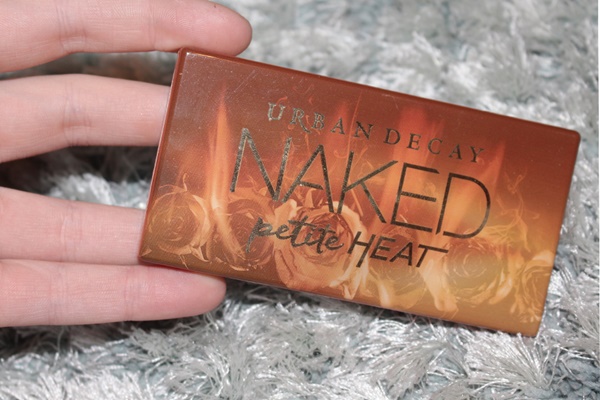 URBAN DECAY
NAKED
petite HEAT